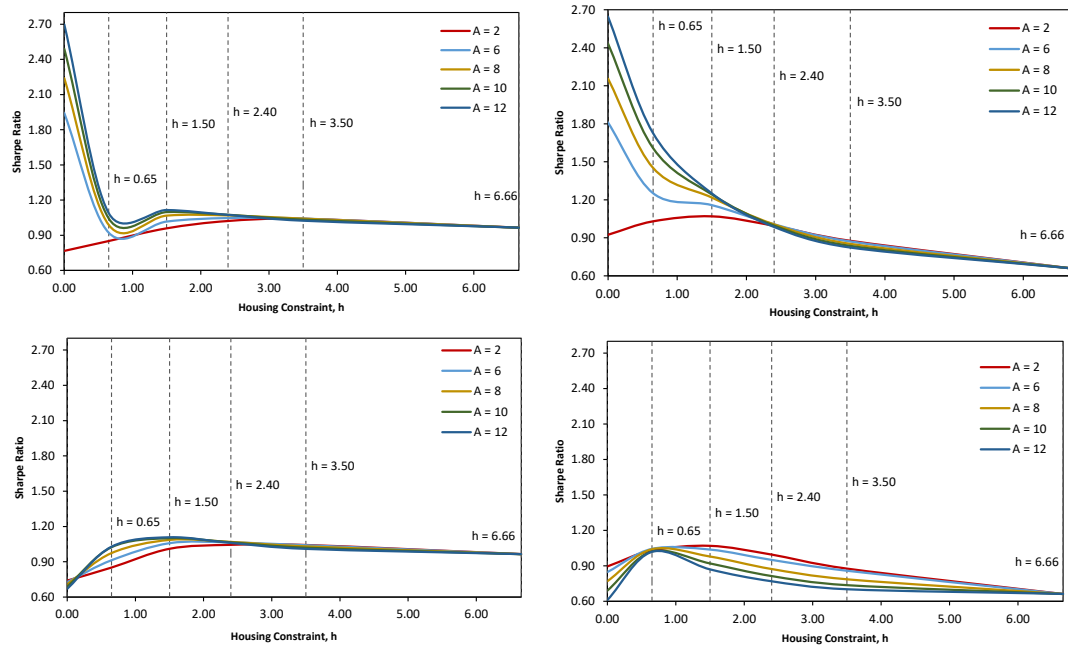 2.70
2.40
2.10
1.80
1.50
1.20
0.90
0.60
Sharpe Ratio
0.00 1.00 2.00 3.00 4.00 5.00 6.00
Housing Constraint, h
h = 0.65
h = 1.50
h = 2.40
h = 3.50
6.66
A = 2
A = 6
A = 8
A = 10
A = 12
2.70
2.40
2.10
1.80
1.50
1.20
0.90
0.60
Sharpe Ratio
0.00 1.00 2.00 3.00 4.00 5.00 6.00
Housing Constraint, h
h = 0.65
h = 1.50
h = 2.40
h = 3.50
h = 6.66
A = 2
A = 6
A = 8
A = 10
A = 12
2.70
2.40
2.10
1.80
1.50
1.20
0.90
0.60
Sharpe Ratio
0.00 1.00 2.00 3.00 4.00 5.00 6.00
Housing Constraint, h
h = 0.65
h = 1.50
h = 2.40
h = 3.50
h = 6.66
A = 2
A = 6
A = 8
A = 10
A = 12
2.70
2.40
2.10
1.80
1.50
1.20
0.90
0.60
Sharpe Ratio
0.00 1.00 2.00 3.00 4.00 5.00 6.00
Housing Constraint, h
h = 0.65
h = 1.50
h = 2.40
h = 3.50
h = 6.66
A = 2
A = 6
A = 8
A = 10
A = 12